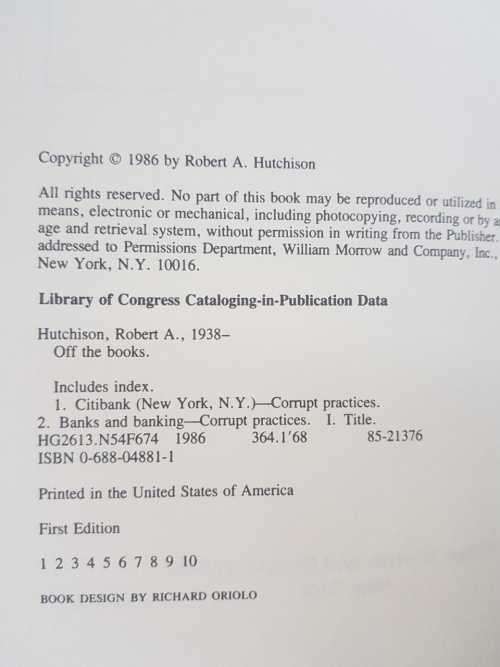 Copyright © 1986 by Robert A. Hutchison
All rights reserved. No part of this book may be reproduced or utilized in
means, electronic or mechanical, including photocopying, recording or by a
age and retrieval system, without permission in writing from the Publisher.
addressed to Permissions Department, William Morrow and Company, Inc.,
New York, N.Y. 10016.
Library of Congress Cataloging-in-Publication Data
Hutchison, Robert A., 1938–
Off the books.
Includes index.
1. Citibank (New York, N.Y.)—Corrupt practices.
2. Banks and banking—Corrupt practices. I. Title.
HG2613.N54F674 1986 364.1'68 85-21376
ISBN 0-688-04881-1
Printed in the United States of America
First Edition
1 2 3 4 5 6 7 8 9 10
BOOK DESIGN BY RICHARD ORIOLO